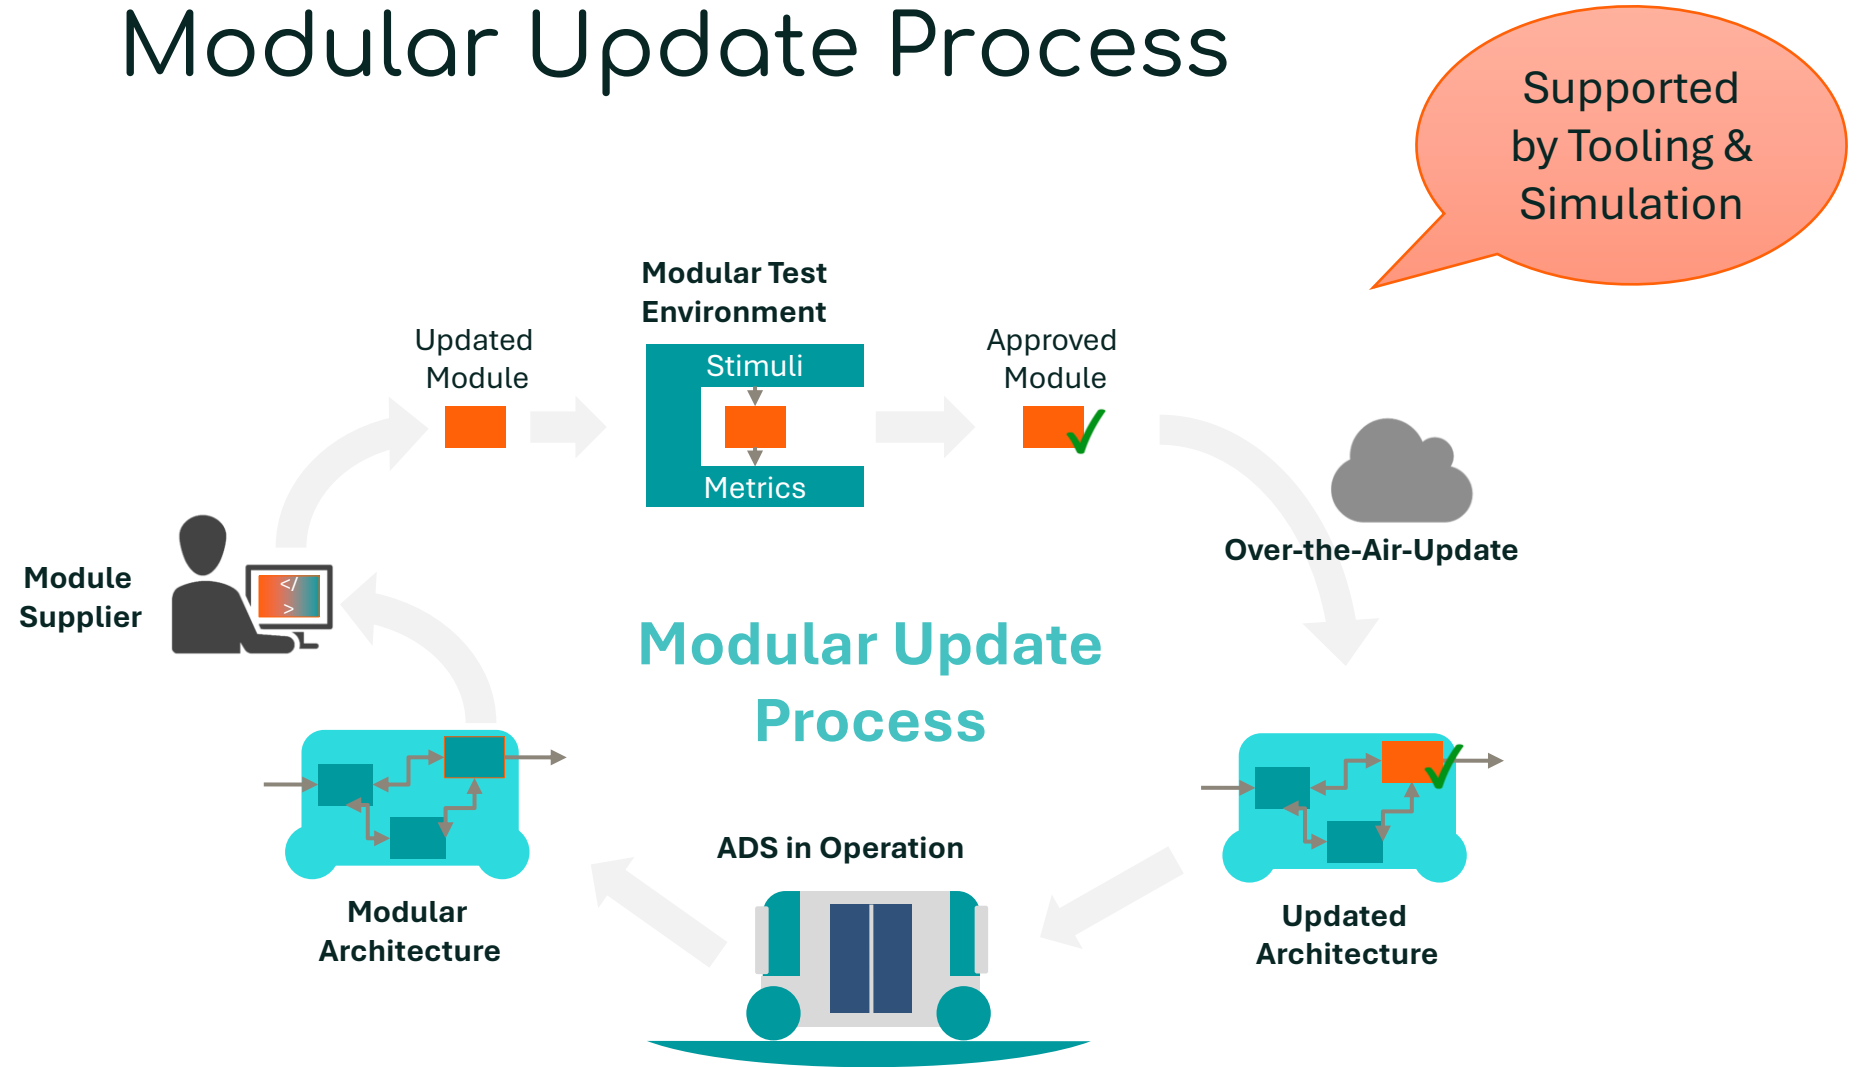 Modular Update Process
Supported
by Tooling &
Simulation
Modular Test
Environment
Updated
Module
Stimuli
Metrics
Approved
Module
Over-the-Air-Update
Module
Supplier
</
>
Modular Update
Process
ADS in Operation
Modular
Architecture
Updated
Architecture